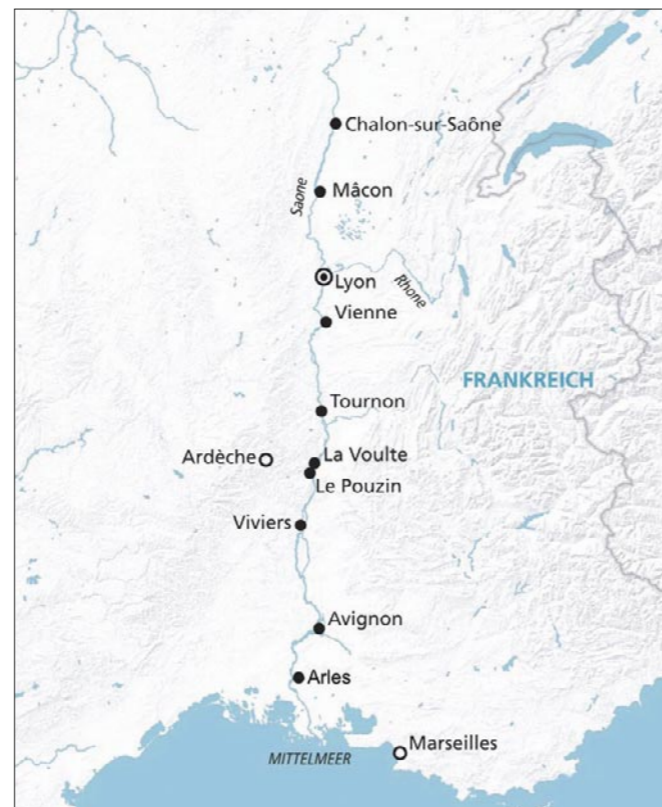 Chalon-sur-Saône
Saone
Mâcon
Rhone
Lyon
Vienne
FRANKREICH
Tournon
Ardèche
La Voulte
Le Pouzin
Viviers
Avignon
Arles
Marseilles
MITTELMEER